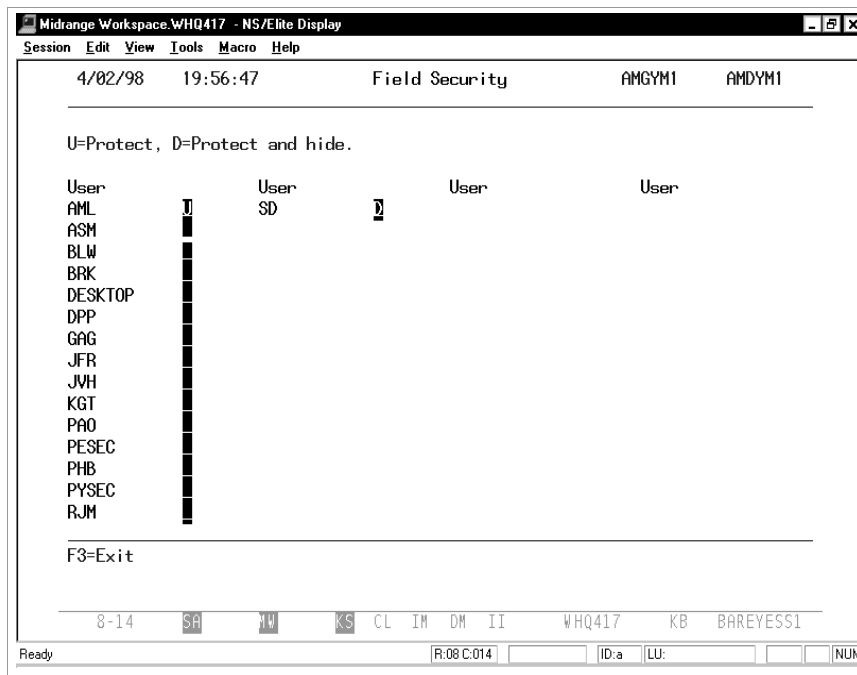 Midrange Workspace.WHQ417 - NS/Elite Display
Session Edit View Tools Macro Help
4/02/98 19:56:47 Field Security AMGYM1 AMDYM1
U=Protect, D=Protect and hide.
User User User User
AML U SD D
ASM
BLW
BRK
DESKTOP
DPP
GAG
JFR
JVH
KGT
PAO
PESEC
PHB
PYSEC
RJM
F3=Exit
8-14 SA MW KS CL IM DM II WHQ417 KB BAREYESS1
Ready R:08 C:014 ID:a LU: NUM